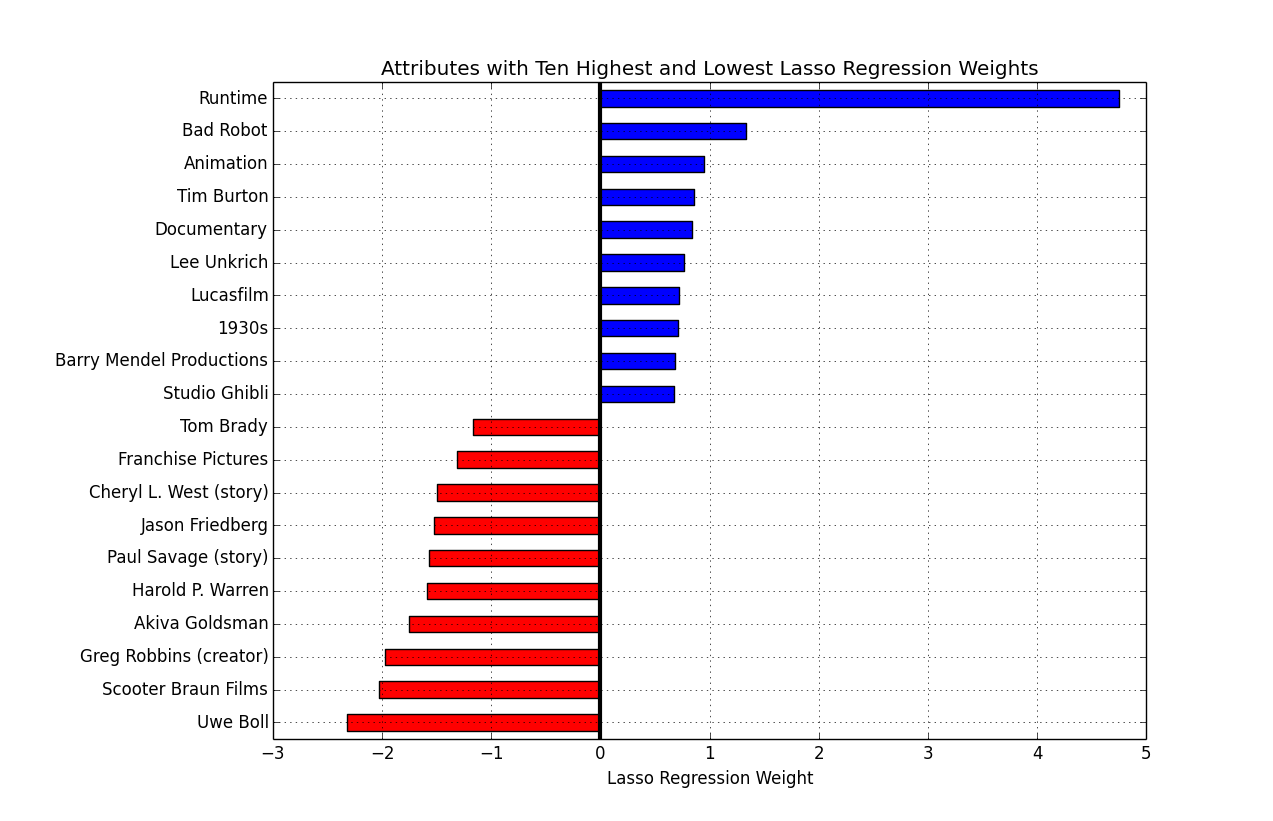 Attributes with Ten Highest and Lowest Lasso Regression Weights
Runtime
Bad Robot
Animation
Tim Burton
Documentary
Lee Unkrich
Lucasfilm
1930s
Barry Mendel Productions
Studio Ghibli
Tom Brady
Franchise Pictures
Cheryl L. West (story)
Jason Friedberg
Paul Savage (story)
Harold P. Warren
Akiva Goldsman
Greg Robbins (creator)
Scooter Braun Films
Uwe Boll
−3 −2 −1 0 1 2 3 4 5
Lasso Regression Weight